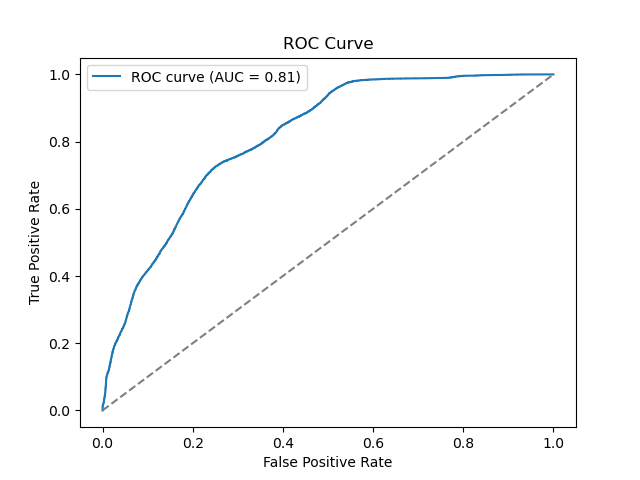 ROC Curve
ROC curve (AUC = 0.81)
True Positive Rate
1.0
0.8
0.6
0.4
0.2
0.0
0.0 0.2 0.4 0.6 0.8 1.0
False Positive Rate